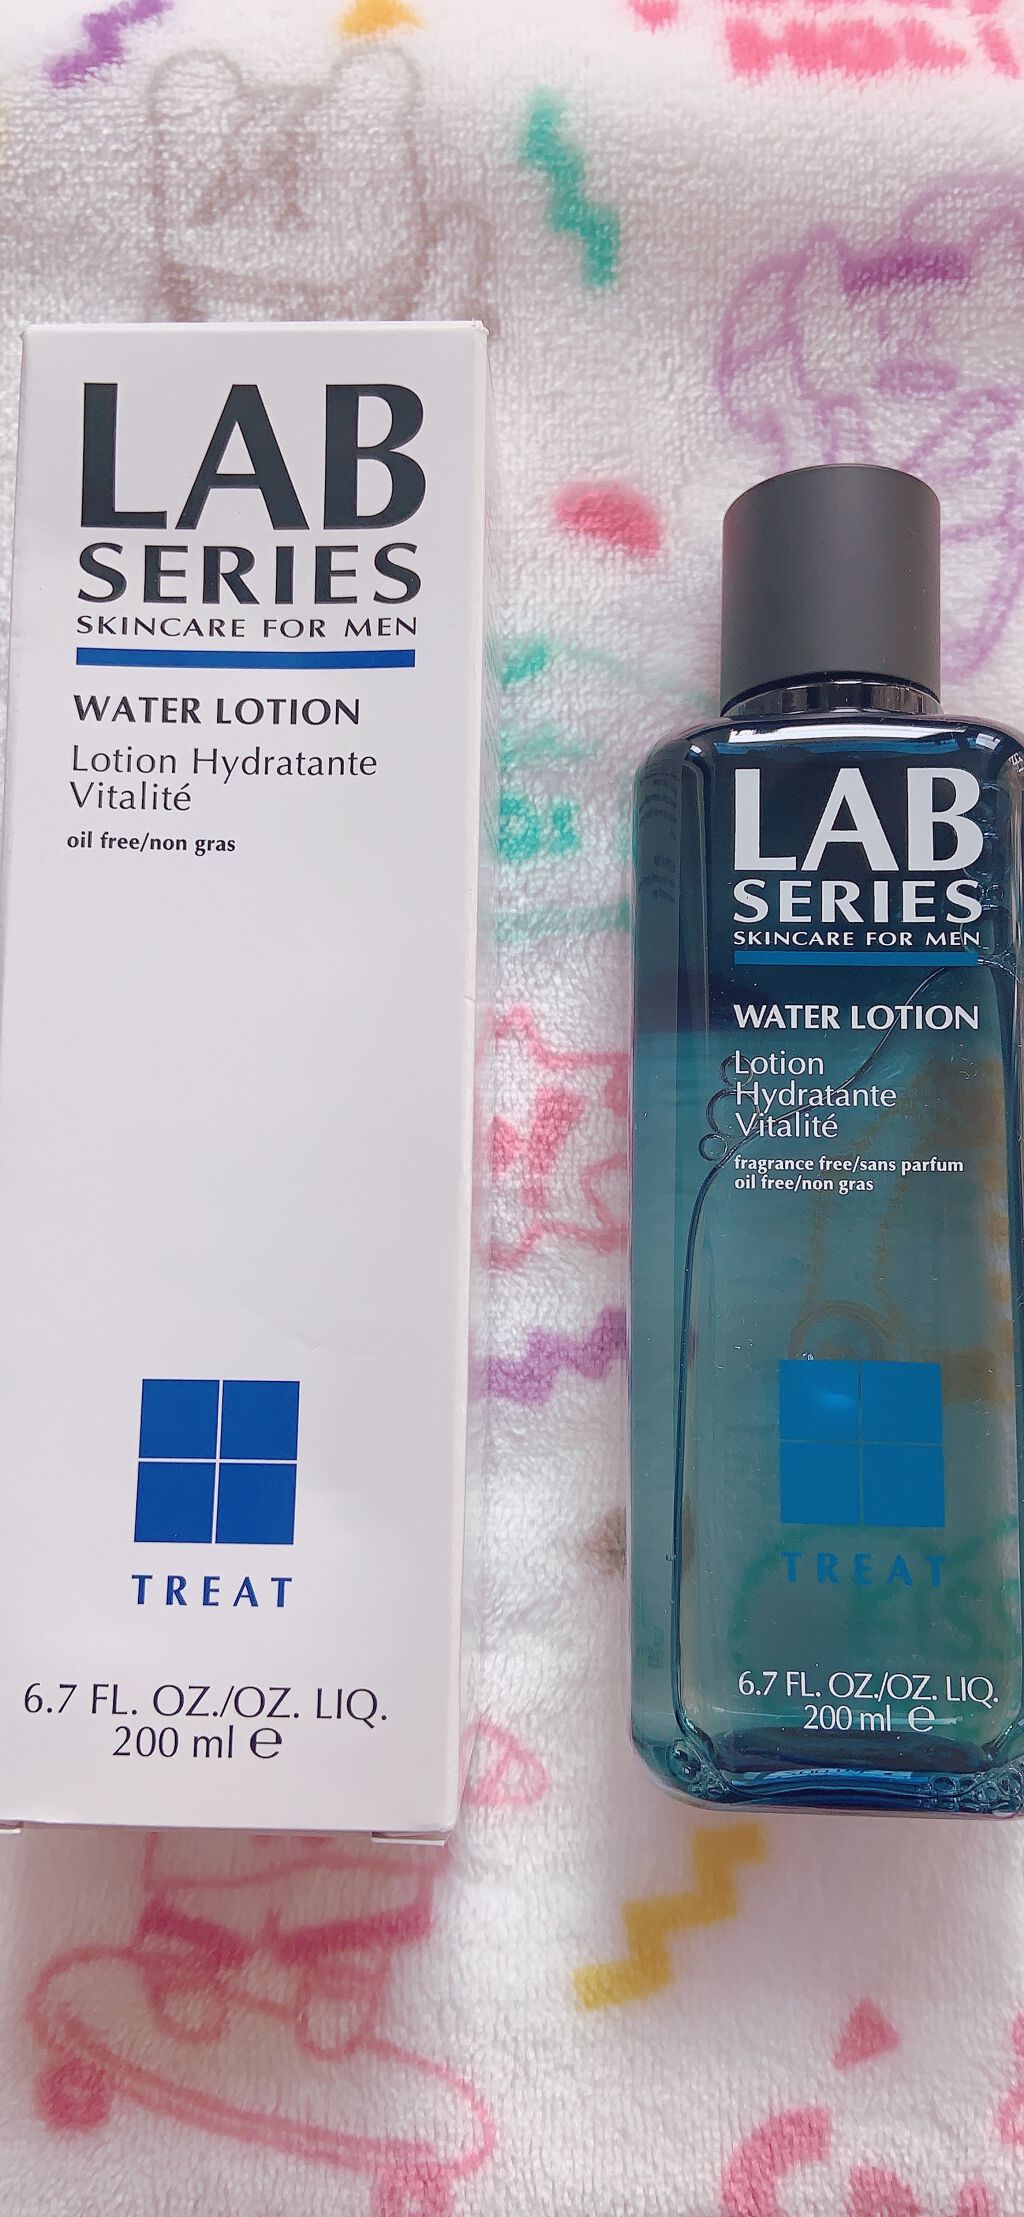 LAB
SERIES
SKINCARE FOR MEN
WATER LOTION
Lotion Hydratante
Vitalité
oil free/non gras
TREAT
6.7 FL. OZ./OZ. LIQ.
200 ml ℮
LAB
SERIES
SKINCARE FOR MEN
WATER LOTION
Lotion
Hydratante
Vitalité
fragrance free/sans parfum
oil free/non gras
TREAT
6.7 FL. OZ./OZ. LIQ.
200 ml ℮